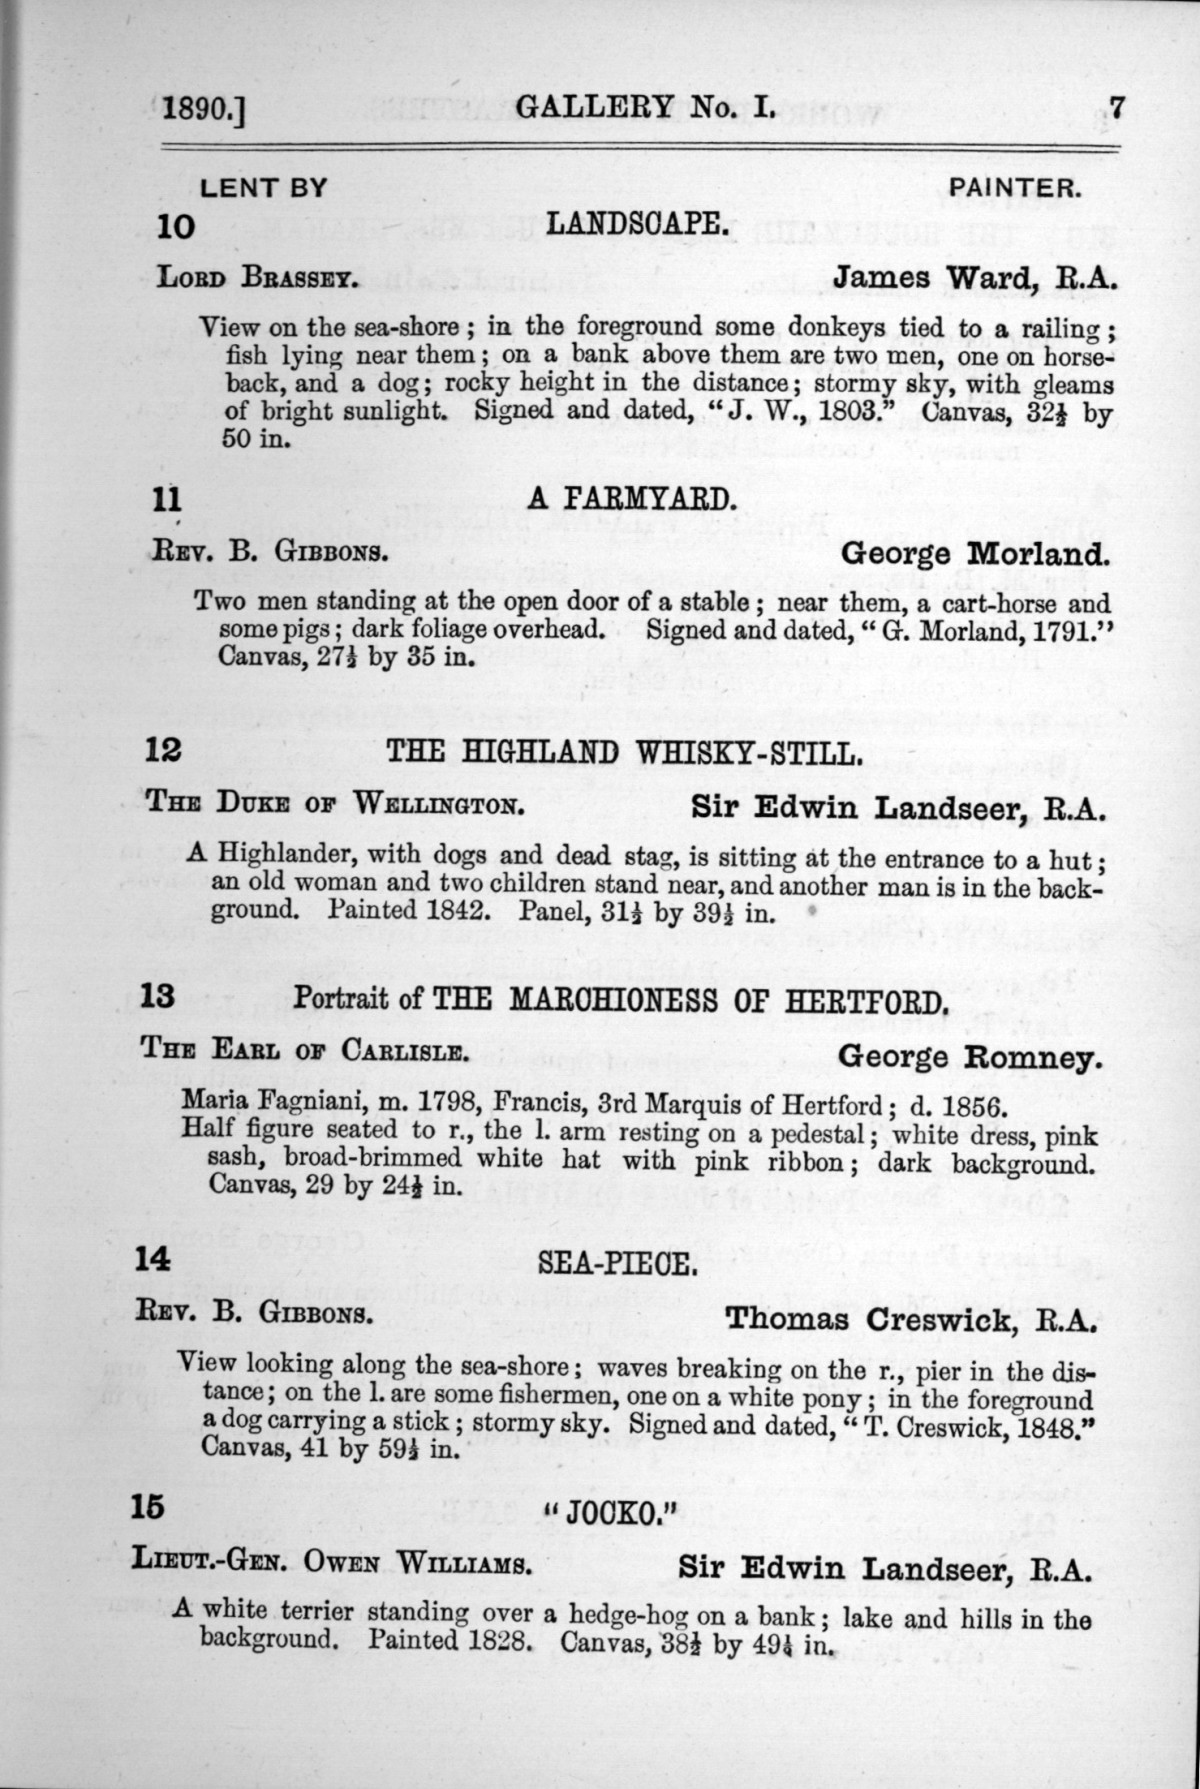 1890.] GALLERY No. I. 7
LENT BY PAINTER.
10 LANDSCAPE.
LORD BRASSEY. James Ward, R.A.
View on the sea-shore; in the foreground some donkeys tied to a railing;
fish lying near them; on a bank above them are two men, one on horse-
back, and a dog; rocky height in the distance; stormy sky, with gleams
of bright sunlight. Signed and dated, “J. W., 1803.” Canvas, 32½ by
50 in.
11 A FARMYARD.
REV. B. GIBBONS. George Morland.
Two men standing at the open door of a stable; near them, a cart-horse and
some pigs; dark foliage overhead. Signed and dated, “G. Morland, 1791.”
Canvas, 27½ by 35 in.
12 THE HIGHLAND WHISKY-STILL.
THE DUKE OF WELLINGTON. Sir Edwin Landseer, R.A.
A Highlander, with dogs and dead stag, is sitting at the entrance to a hut;
an old woman and two children stand near, and another man is in the back-
ground. Painted 1842. Panel, 31½ by 39½ in.
13 Portrait of THE MARCHIONESS OF HERTFORD.
THE EARL OF CARLISLE. George Romney.
Maria Fagniani, m. 1798, Francis, 3rd Marquis of Hertford; d. 1856.
Half figure seated to r., the l. arm resting on a pedestal; white dress, pink
sash, broad-brimmed white hat with pink ribbon; dark background.
Canvas, 29 by 24½ in.
14 SEA-PIECE.
REV. B. GIBBONS. Thomas Creswick, R.A.
View looking along the sea-shore; waves breaking on the r., pier in the dis-
tance; on the l. are some fishermen, one on a white pony; in the foreground
a dog carrying a stick; stormy sky. Signed and dated, “T. Creswick, 1848.”
Canvas, 41 by 59½ in.
15 “JOCKO.”
LIEUT.-GEN. OWEN WILLIAMS. Sir Edwin Landseer, R.A.
A white terrier standing over a hedge-hog on a bank; lake and hills in the
background. Painted 1828. Canvas, 38½ by 49¼ in.